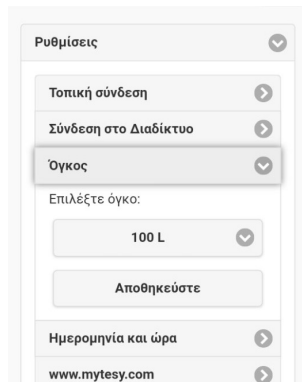 Ρυθμίσεις
Τοπική σύνδεση
Σύνδεση στο Διαδίκτυο
Όγκος
Επιλέξτε όγκο:
100 L
Αποθηκεύστε
Ημερομηνία και ώρα
www.mytesy.com